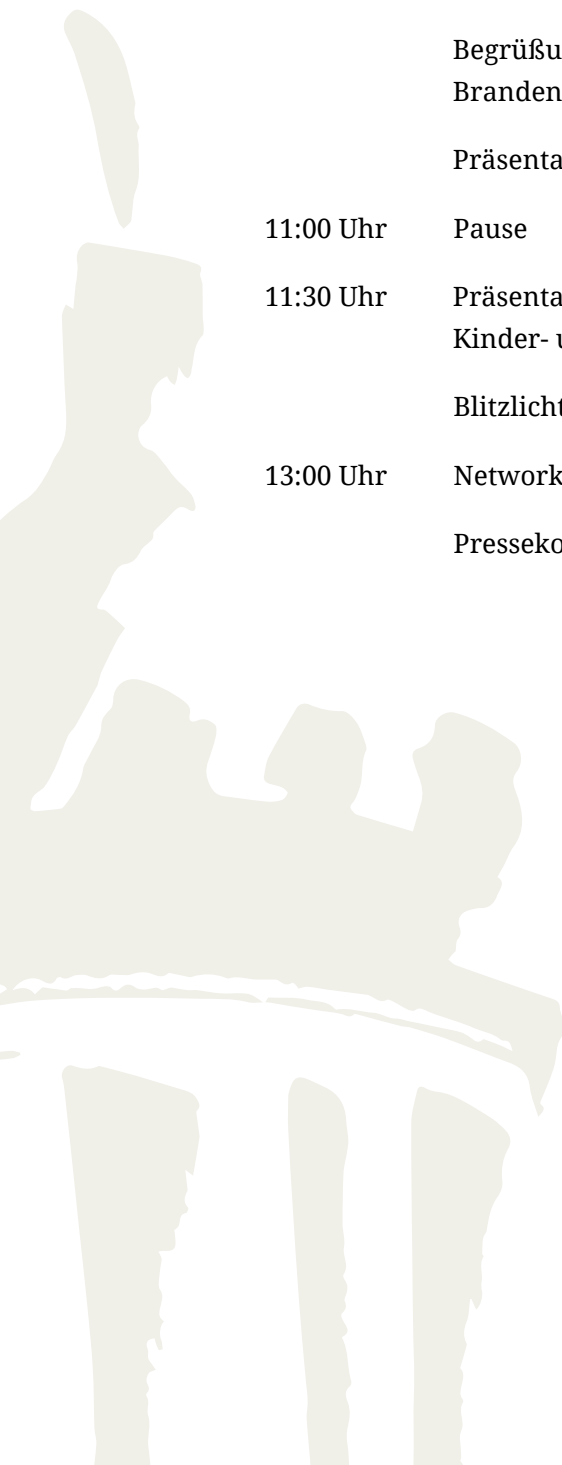 Begrüßu
Branden
Präsenta
11:00 Uhr Pause
11:30 Uhr Präsenta
Kinder- u
Blitzlicht
13:00 Uhr Network
Presseko